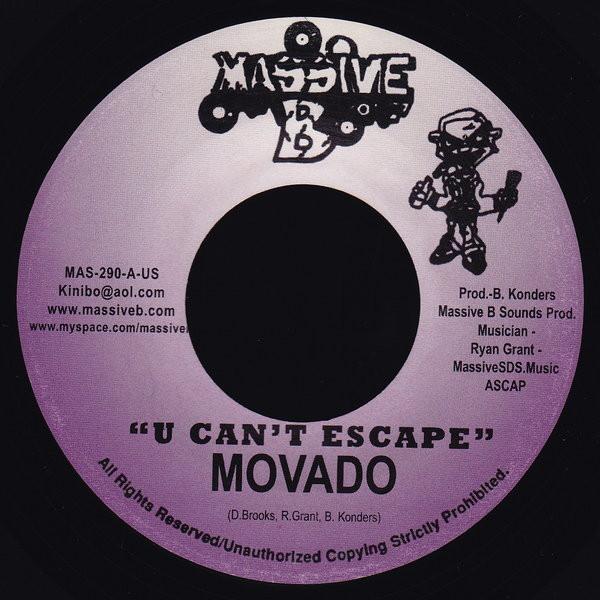 MASSIVE
B
MAS-290-A-US
Kinibo@aol.com
www.massiveb.com
www.myspace.com/massive
Prod.-B. Konders
Massive B Sounds Prod.
Musician -
Ryan Grant -
MassiveSDS.Music
ASCAP
"U CAN'T ESCAPE"
MOVADO
(D.Brooks, R.Grant, B. Konders)
All Rights Reserved/Unauthorized Copying Strictly Prohibited.